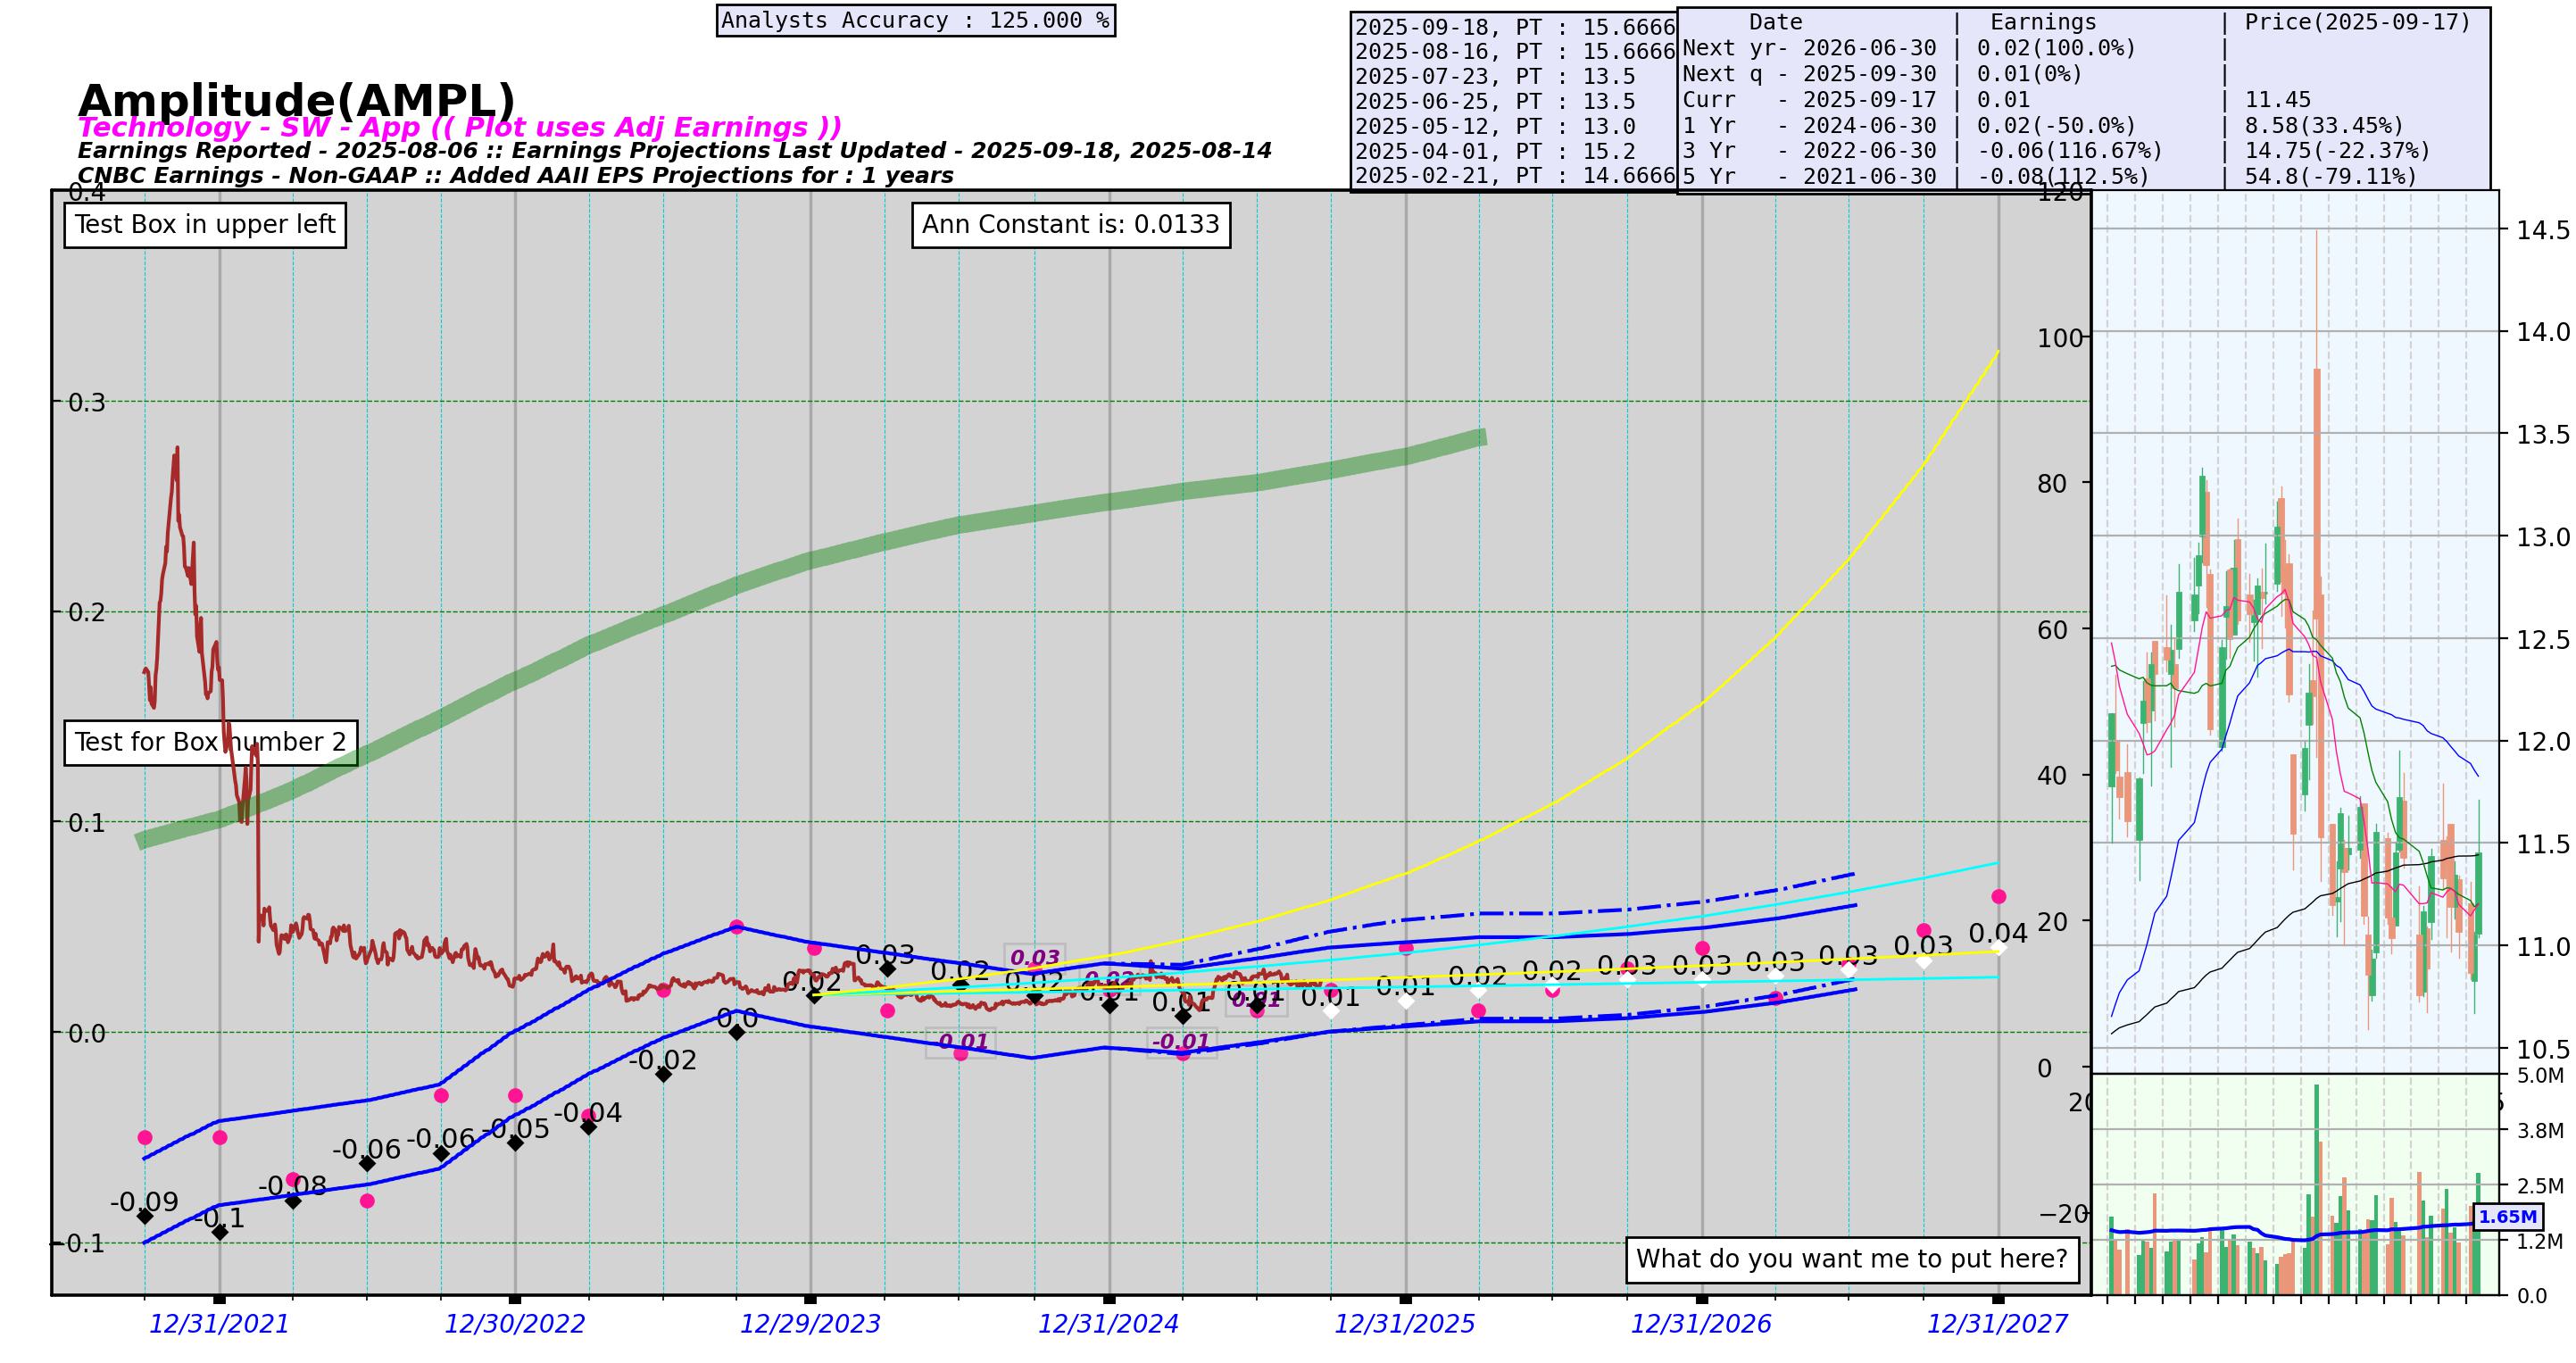 Analysts Accuracy : 125.000 %
2025-09-18, PT : 15.6666
2025-08-16, PT : 15.6666
2025-07-23, PT : 13.5
2025-06-25, PT : 13.5
2025-05-12, PT : 13.0
2025-04-01, PT : 15.2
2025-02-21, PT : 14.6666
Date | Earnings | Price(2025-09-17)
Next yr- 2026-06-30 | 0.02(100.0%) |
Next q - 2025-09-30 | 0.01(0%) |
Curr - 2025-09-17 | 0.01 | 11.45
1 Yr - 2024-06-30 | 0.02(-50.0%) | 8.58(33.45%)
3 Yr - 2022-06-30 | -0.06(116.67%) | 14.75(-22.37%)
5 Yr - 2021-06-30 | -0.08(112.5%) | 54.8(-79.11%)
Amplitude(AMPL)
Technology - SW - App (( Plot uses Adj Earnings ))
Earnings Reported - 2025-08-06 :: Earnings Projections Last Updated - 2025-09-18, 2025-08-14
CNBC Earnings - Non-GAAP :: Added AAII EPS Projections for : 1 years
Test Box in upper left
Ann Constant is: 0.0133
Test for Box number 2
What do you want me to put here?
0.4
0.3
0.2
0.1
0.0
−0.1
120
100
80
60
40
20
0
−20
14.5
14.0
13.5
13.0
12.5
12.0
11.5
11.0
10.5
5.0M
3.8M
2.5M
1.65M
1.2M
0.0
-0.09
-0.1
-0.08
-0.06
-0.06
-0.05
-0.04
-0.02
0.0
0.02
0.03
0.02
0.02
0.01
0.01
0.01
0.01
0.01
0.02
0.02
0.03
0.03
0.03
0.03
0.03
0.04
0.03
0.02
0.01
-0.01
0.01
12/31/2021
12/30/2022
12/29/2023
12/31/2024
12/31/2025
12/31/2026
12/31/2027